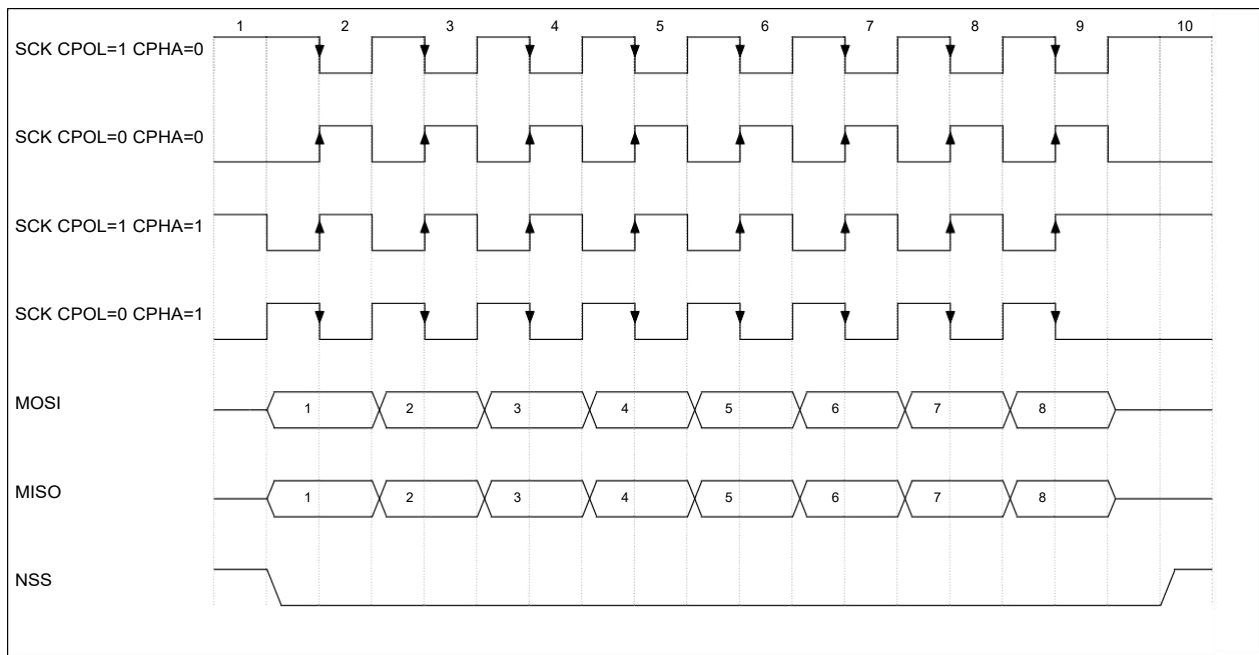 1 2 3 4 5 6 7 8 9 10
SCK CPOL=1 CPHA=0
SCK CPOL=0 CPHA=0
SCK CPOL=1 CPHA=1
SCK CPOL=0 CPHA=1
MOSI 1 2 3 4 5 6 7 8
MISO 1 2 3 4 5 6 7 8
NSS